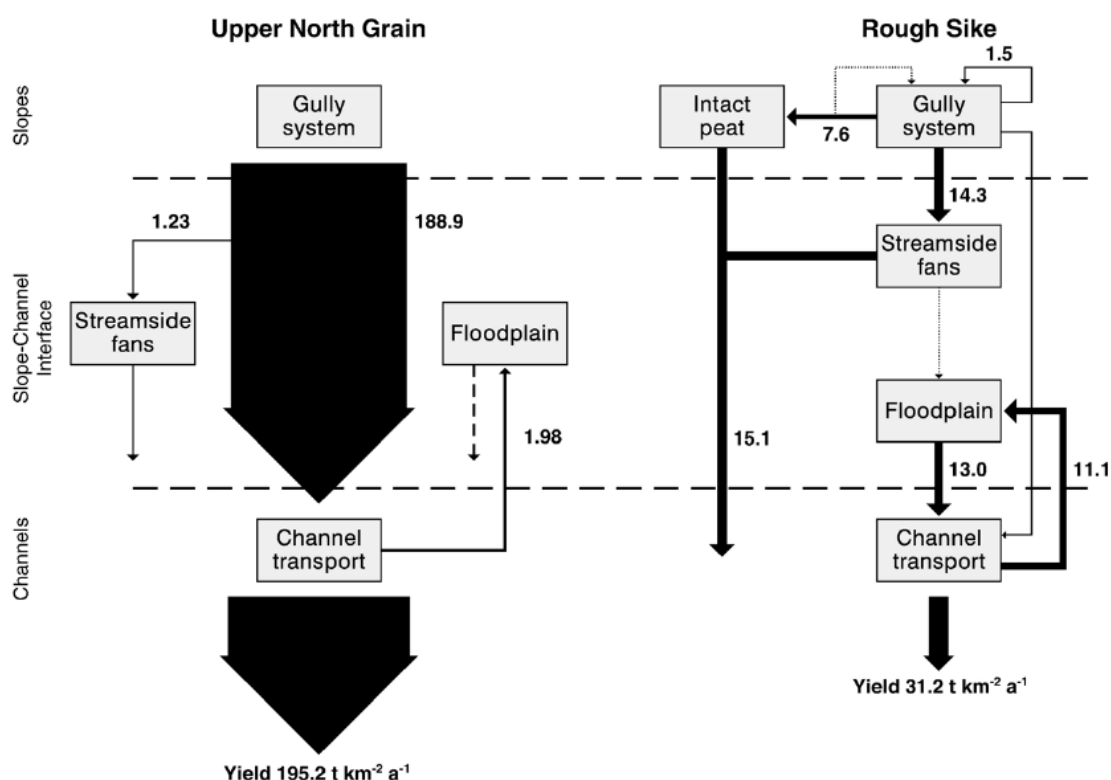 Upper North Grain
Rough Sike
Slopes
Gully
system
Intact
peat
Gully
system
1.5
7.6
14.3
1.23
188.9
Slope-Channel
Interface
Streamside
fans
Floodplain
Streamside
fans
1.98
15.1
Floodplain
13.0
11.1
Channels
Channel
transport
Channel
transport
Yield 31.2 t km⁻² a⁻¹
Yield 195.2 t km⁻² a⁻¹